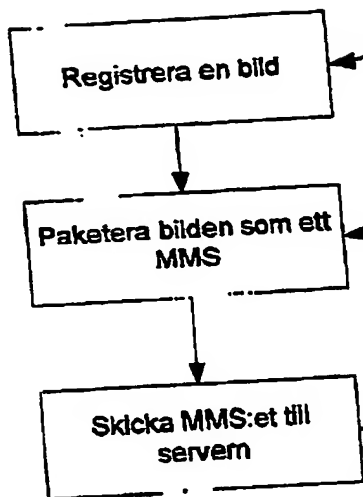 Registrera en bild
Paketera bilden som ett
MMS
Skicka MMS:et till
servern